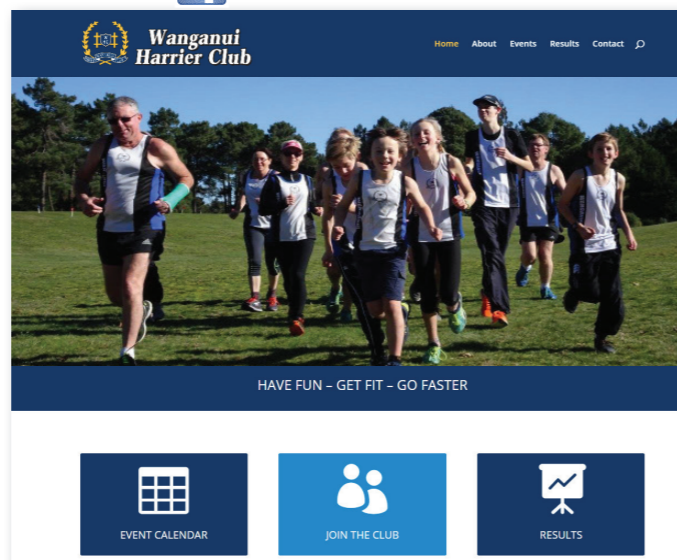 Wanganui
Harrier Club
Home About Events Results Contact
HAVE FUN – GET FIT – GO FASTER
EVENT CALENDAR
JOIN THE CLUB
RESULTS